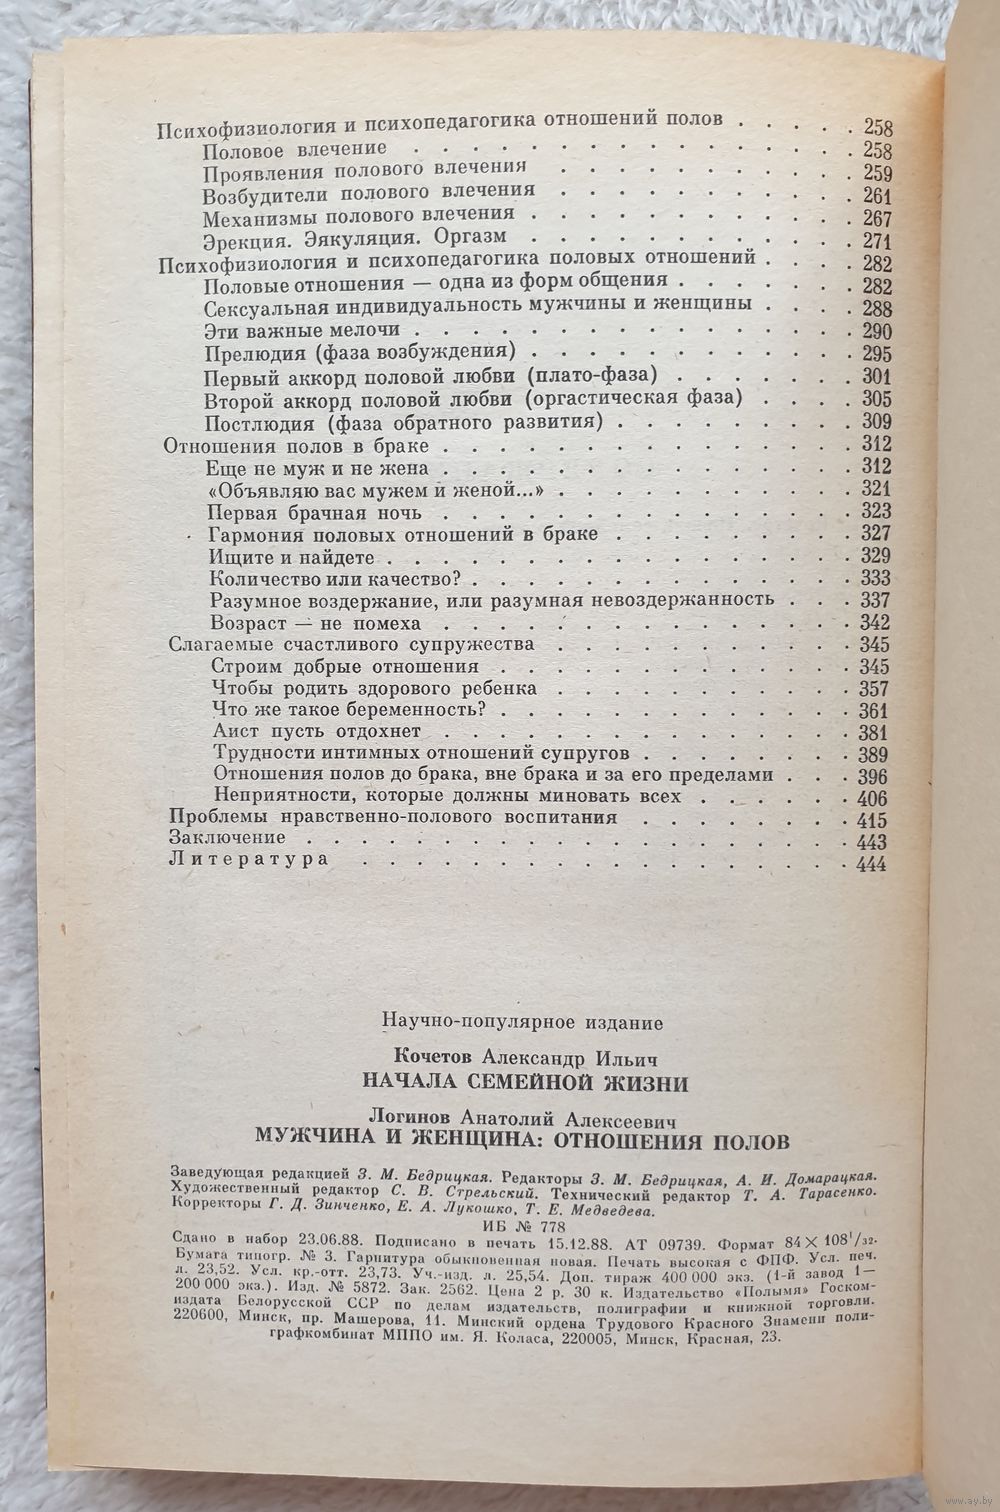 Психофизиология и психопедагогика отношений полов . . . . . 258
Половое влечение . . . . . . . . . . . . . . . . 258
Проявления полового влечения . . . . . . . . . . . 259
Возбудители полового влечения . . . . . . . . . . . 261
Механизмы полового влечения . . . . . . . . . . . . 267
Эрекция. Эякуляция. Оргазм . . . . . . . . . . . . 271
Психофизиология и психопедагогика половых отношений . . . . 282
Половые отношения — одна из форм общения . . . . . . . 282
Сексуальная индивидуальность мужчины и женщины . . . . 288
Эти важные мелочи . . . . . . . . . . . . . . . . 290
Прелюдия (фаза возбуждения) . . . . . . . . . . . . 295
Первый аккорд половой любви (плато-фаза) . . . . . . . 301
Второй аккорд половой любви (оргастическая фаза) . . . . 305
Постлюдия (фаза обратного развития) . . . . . . . . . 309
Отношения полов в браке . . . . . . . . . . . . . . . 312
Еще не муж и не жена . . . . . . . . . . . . . . . 312
«Объявляю вас мужем и женой...» . . . . . . . . . . . 321
Первая брачная ночь . . . . . . . . . . . . . . . 323
Гармония половых отношений в браке . . . . . . . . . 327
Ищите и найдете . . . . . . . . . . . . . . . . . 329
Количество или качество? . . . . . . . . . . . . . . 333
Разумное воздержание, или разумная невоздержанность . . . 337
Возраст — не помеха . . . . . . . . . . . . . . . 342
Слагаемые счастливого супружества . . . . . . . . . . . 345
Строим добрые отношения . . . . . . . . . . . . . 345
Чтобы родить здорового ребенка . . . . . . . . . . . 357
Что же такое беременность? . . . . . . . . . . . . . 361
Аист пусть отдохнет . . . . . . . . . . . . . . . 381
Трудности интимных отношений супругов . . . . . . . . 389
Отношения полов до брака, вне брака и за его пределами . . . 396
Неприятности, которые должны миновать всех . . . . . . 406
Проблемы нравственно-полового воспитания . . . . . . . . 415
Заключение . . . . . . . . . . . . . . . . . . . . 443
Литература . . . . . . . . . . . . . . . . . . 444
Научно-популярное издание
Кочетов Александр Ильич
НАЧАЛА СЕМЕЙНОЙ ЖИЗНИ
Логинов Анатолий Алексеевич
МУЖЧИНА И ЖЕНЩИНА: ОТНОШЕНИЯ ПОЛОВ
Заведующая редакцией З. М. Бедрицкая. Редакторы З. М. Бедрицкая, А. И. Домарацкая.
Художественный редактор С. В. Стрельский. Технический редактор Т. А. Тарасенко.
Корректоры Г. Д. Зинченко, Е. А. Лукошко, Т. Е. Медведева.
ИБ № 778
Сдано в набор 23.06.88. Подписано в печать 15.12.88. АТ 09739. Формат 84×108¹/₃₂.
Бумага типогр. № 3. Гарнитура обыкновенная новая. Печать высокая с ФПФ. Усл. печ.
л. 23,52. Усл. кр.-отт. 23,73. Уч.-изд. л. 25,54. Доп. тираж 400 000 экз. (1-й завод 1—
200 000 экз.). Изд. № 5872. Зак. 2562. Цена 2 р. 30 к. Издательство «Полымя» Госком-
издата Белорусской ССР по делам издательств, полиграфии и книжной торговли.
220600, Минск, пр. Машерова, 11. Минский ордена Трудового Красного Знамени поли-
графкомбинат МППО им. Я. Коласа, 220005, Минск, Красная, 23.
www.ay.by